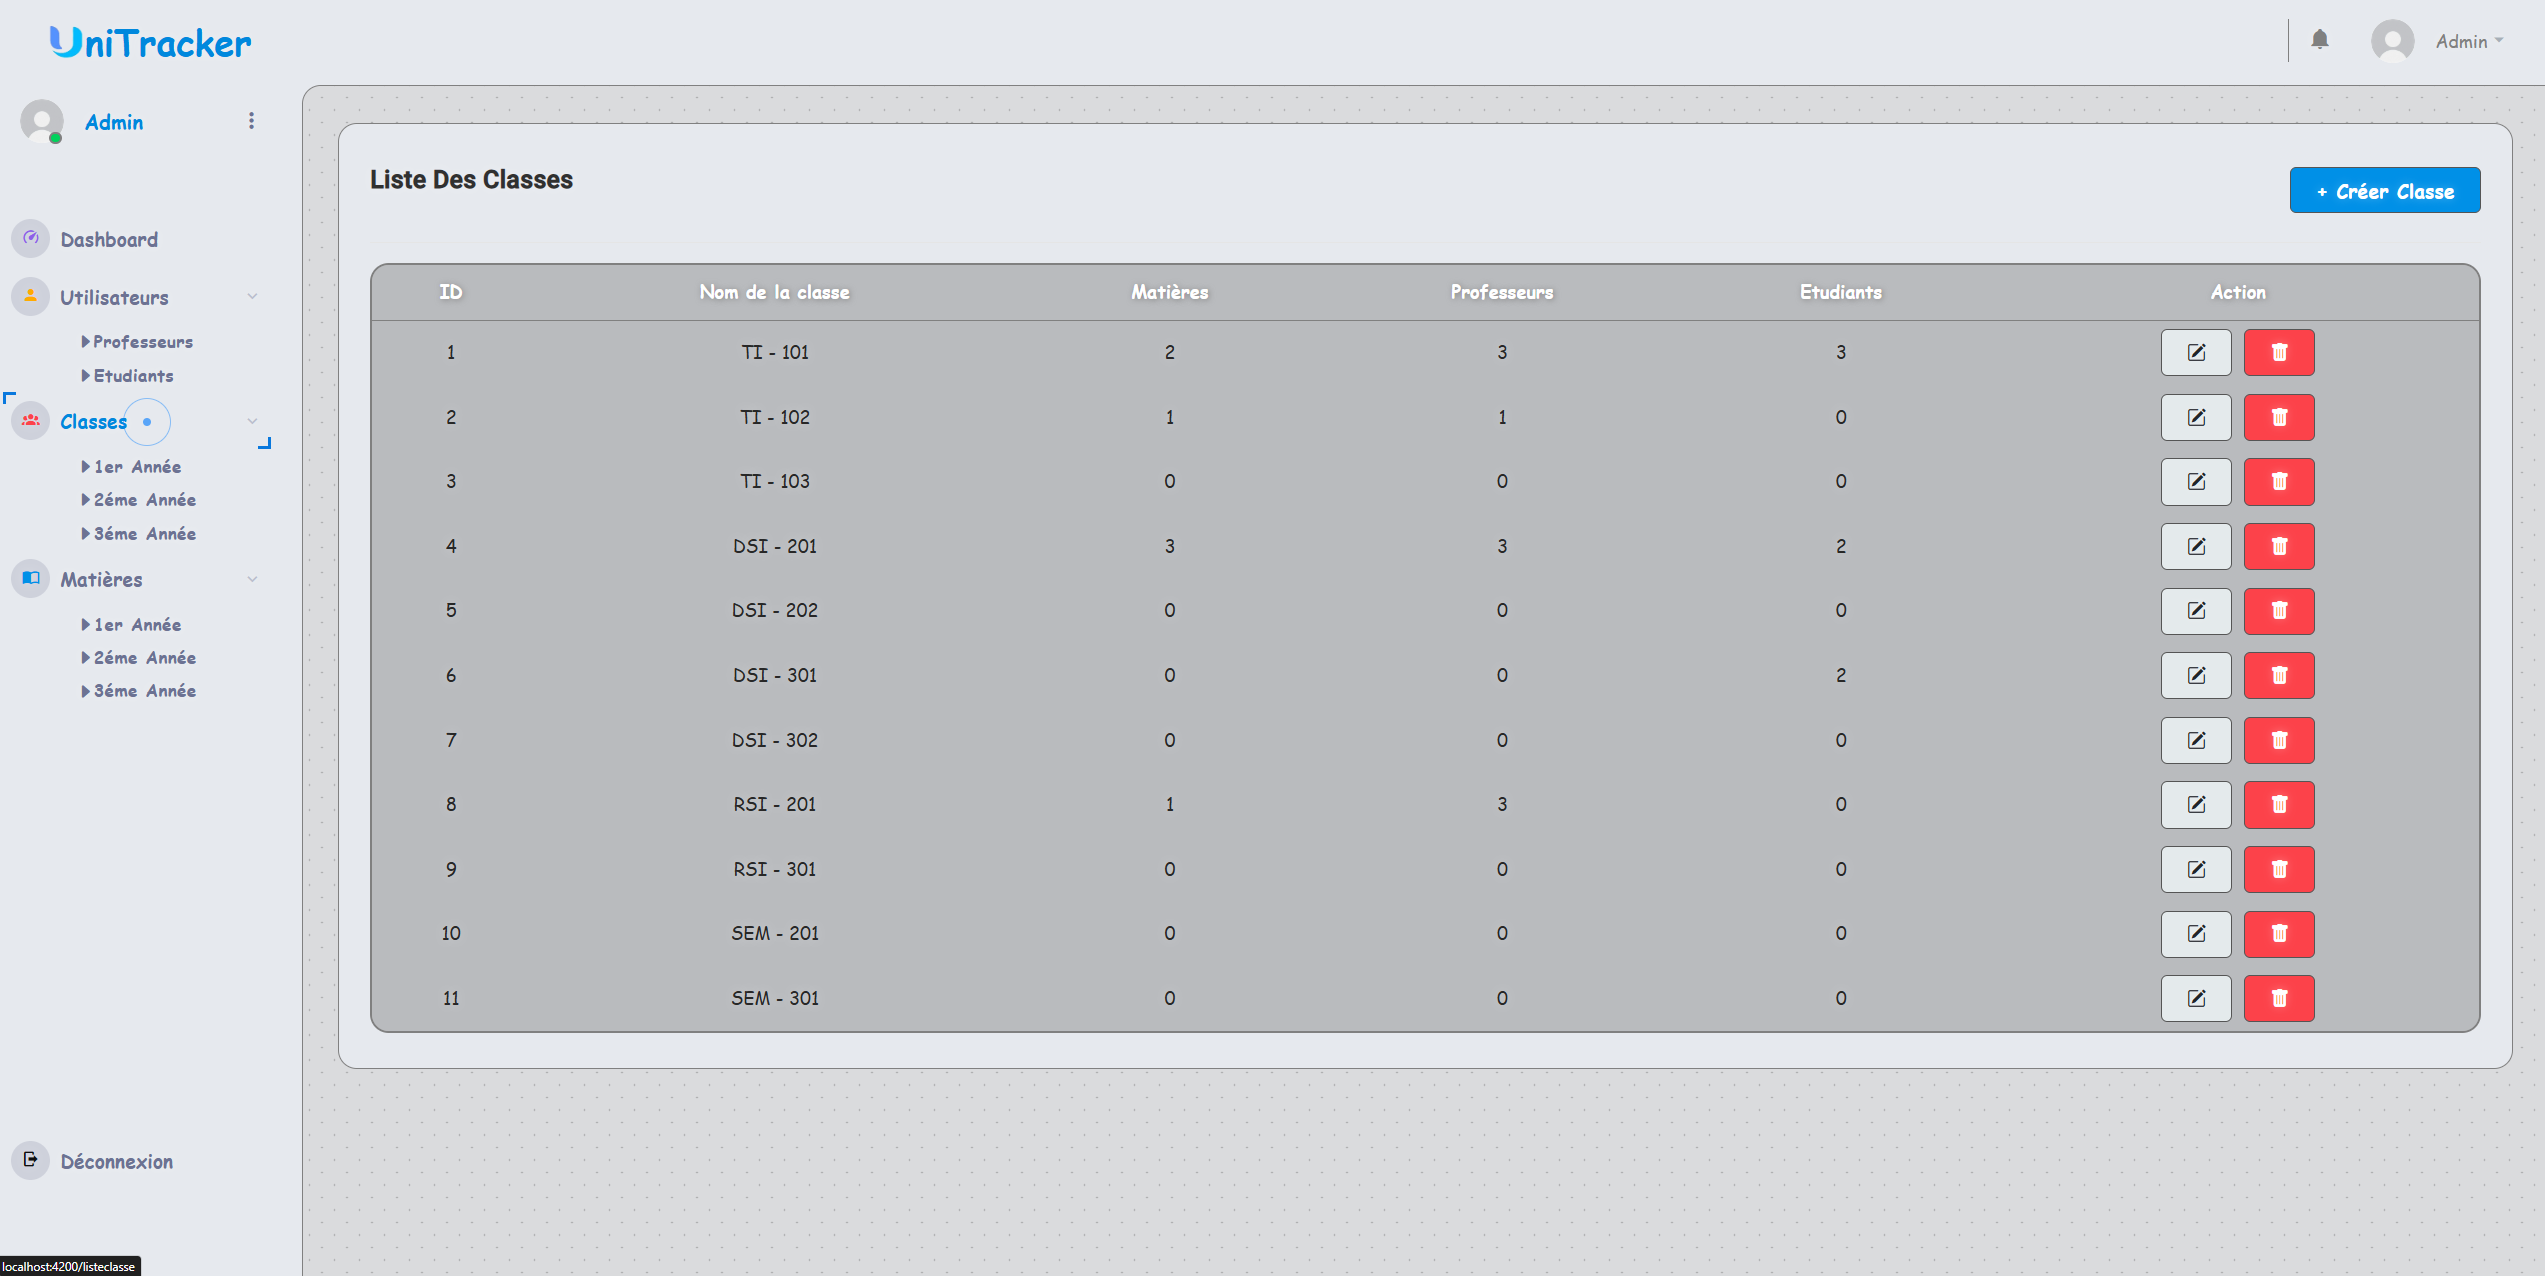 UniTracker
Admin
Admin
Dashboard
Utilisateurs
Professeurs
Etudiants
Classes
1er Année
2éme Année
3éme Année
Matières
1er Année
2éme Année
3éme Année
Déconnexion
Liste Des Classes
+ Créer Classe
ID Nom de la classe Matières Professeurs Etudiants Action
1 TI - 101 2 3 3
2 TI - 102 1 1 0
3 TI - 103 0 0 0
4 DSI - 201 3 3 2
5 DSI - 202 0 0 0
6 DSI - 301 0 0 2
7 DSI - 302 0 0 0
8 RSI - 201 1 3 0
9 RSI - 301 0 0 0
10 SEM - 201 0 0 0
11 SEM - 301 0 0 0
localhost:4200/listeclasse